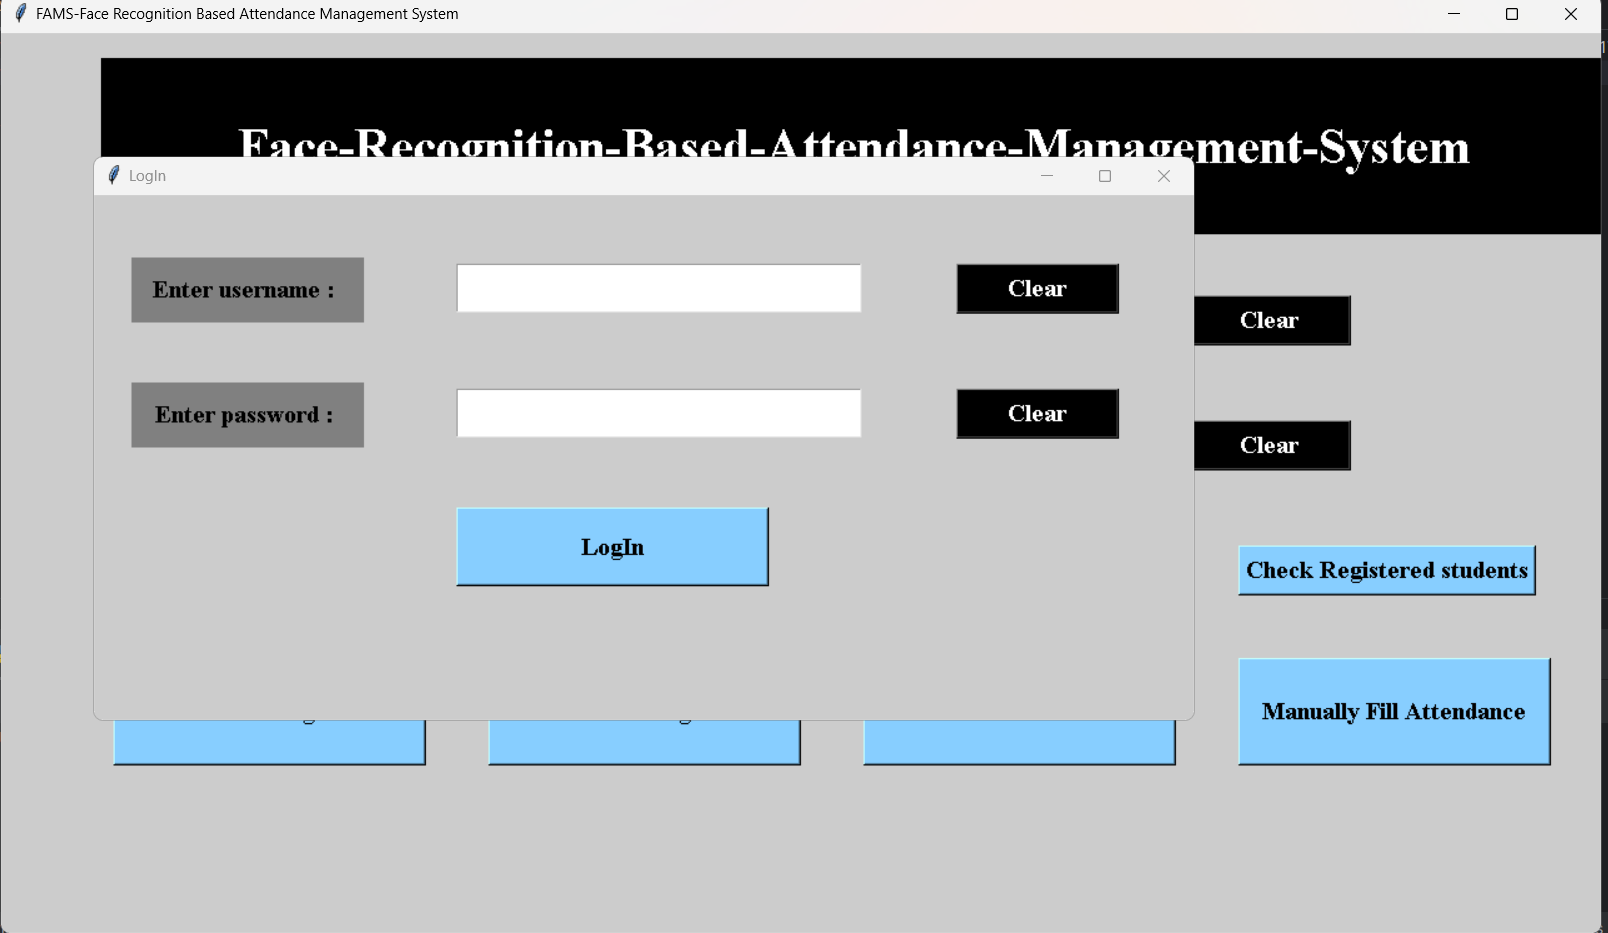 FAMS-Face Recognition Based Attendance Management System
Face-Recognition-Based-Attendance-Management-System
LogIn
Enter username :
Clear
Clear
Enter password :
Clear
Clear
LogIn
Check Registered students
Manually Fill Attendance